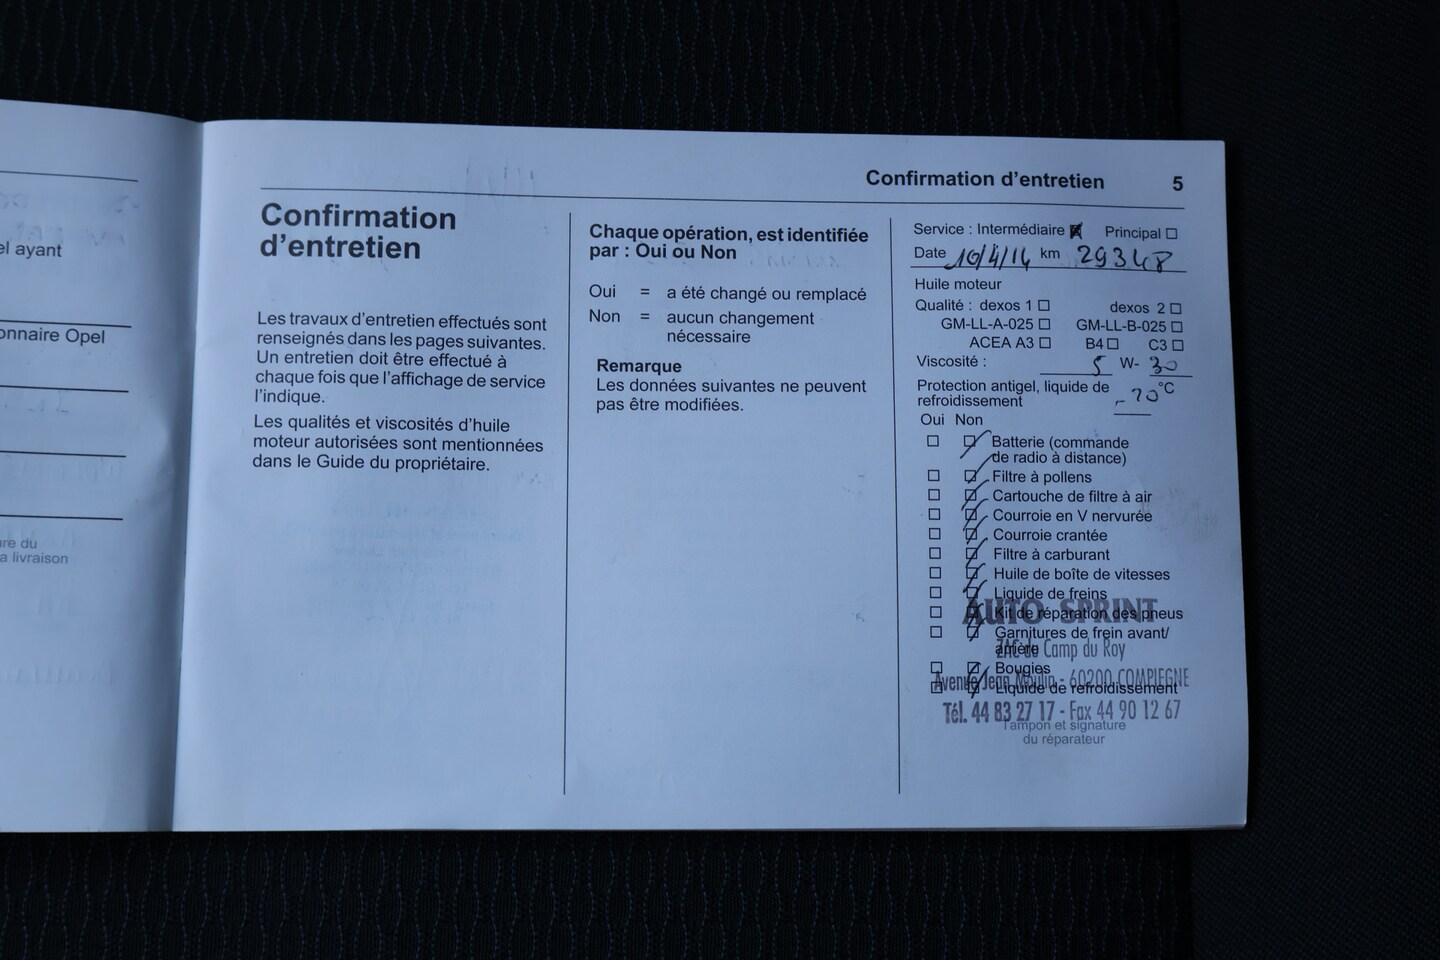 el ayant
onnaire Opel
ure du
a livraison
Confirmation d'entretien 5
Confirmation
d'entretien
Les travaux d'entretien effectués sont
renseignés dans les pages suivantes.
Un entretien doit être effectué à
chaque fois que l'affichage de service
l'indique.
Les qualités et viscosités d'huile
moteur autorisées sont mentionnées
dans le Guide du propriétaire.
Chaque opération, est identifiée
par : Oui ou Non
Oui = a été changé ou remplacé
Non = aucun changement
nécessaire
Remarque
Les données suivantes ne peuvent
pas être modifiées.
Service : Intermédiaire Principal
Date 10/4/14 km 29348
Huile moteur
Qualité : dexos 1 dexos 2
GM-LL-A-025 GM-LL-B-025
ACEA A3 B4 C3
Viscosité : 5 W- 30
Protection antigel, liquide de
refroidissement -20 °C
Oui Non
Batterie (commande
de radio à distance)
Filtre à pollens
Cartouche de filtre à air
Courroie en V nervurée
Courroie crantée
Filtre à carburant
Huile de boîte de vitesses
Liquide de freins
Kit de réparation des pneus
Garnitures de frein avant/
arrière
Bougies
Liquide de refroidissement
AUTO SPRINT
ZAC du Camp du Roy
Avenue Jean Moulin - 60200 COMPIEGNE
Tél. 44 83 27 17 - Fax 44 90 12 67
Tampon et signature
du réparateur